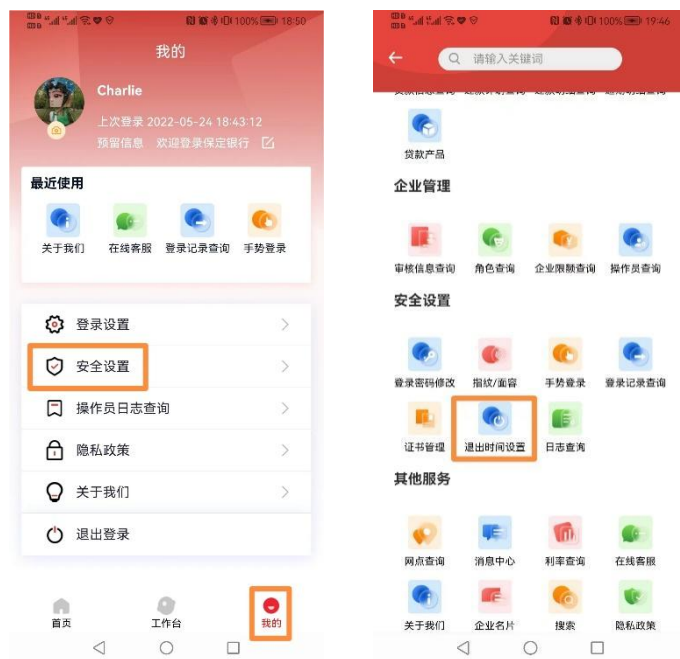 100% 18:50
我的
Charlie
上次登录 2022-05-24 18:43:12
预留信息 欢迎登录保定银行
最近使用
关于我们 在线客服 登录记录查询 手势登录
登录设置
安全设置
操作员日志查询
隐私政策
关于我们
退出登录
首页 工作台 我的
100% 19:46
请输入关键词
贷款产品
企业管理
审核信息查询 角色查询 企业限额查询 操作员查询
安全设置
登录密码修改 指纹/面容 手势登录 登录记录查询
证书管理 退出时间设置 日志查询
其他服务
网点查询 消息中心 利率查询 在线客服
关于我们 企业名片 搜索 隐私政策